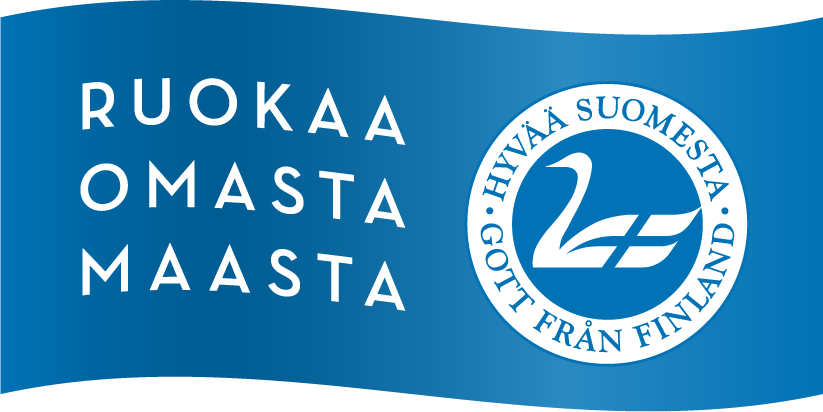 RUOKAA
OMASTA
MAASTA
· HYVÄÄ SUOMESTA ·
GOTT FRÅN FINLAND